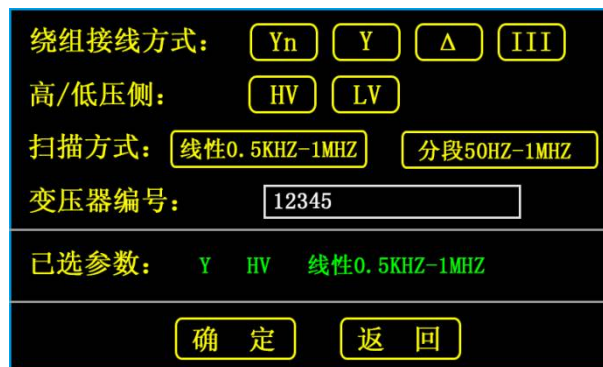 绕组接线方式： Yn Y Δ III
高/低压侧： HV LV
扫描方式： 线性0.5KHZ-1MHZ 分段50HZ-1MHZ
变压器编号： 12345
已选参数： Y HV 线性0.5KHZ-1MHZ
确 定 返 回